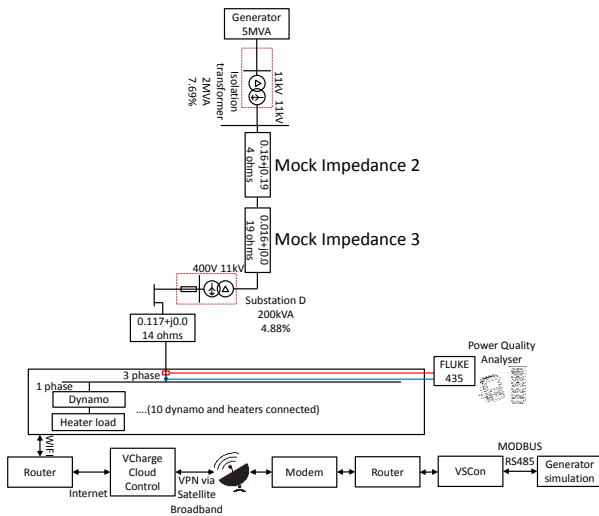 Generator
5MVA
11kV 11kV
Isolation
transformer
2MVA
7.69%
0.16+j0.19
4 ohms
Mock Impedance 2
0.016+j0.0
19 ohms
Mock Impedance 3
400V 11kV
Substation D
200kVA
4.88%
0.117+j0.0
14 ohms
Power Quality
Analyser
FLUKE
435
3 phase
1 phase
Dynamo
Heater load
....(10 dynamo and heaters connected)
WIFI
Router
Internet
VCharge
Cloud
Control
VPN via
Satellite
Broadband
Modem
Router
VSCon
MODBUS
RS485
Generator
simulation